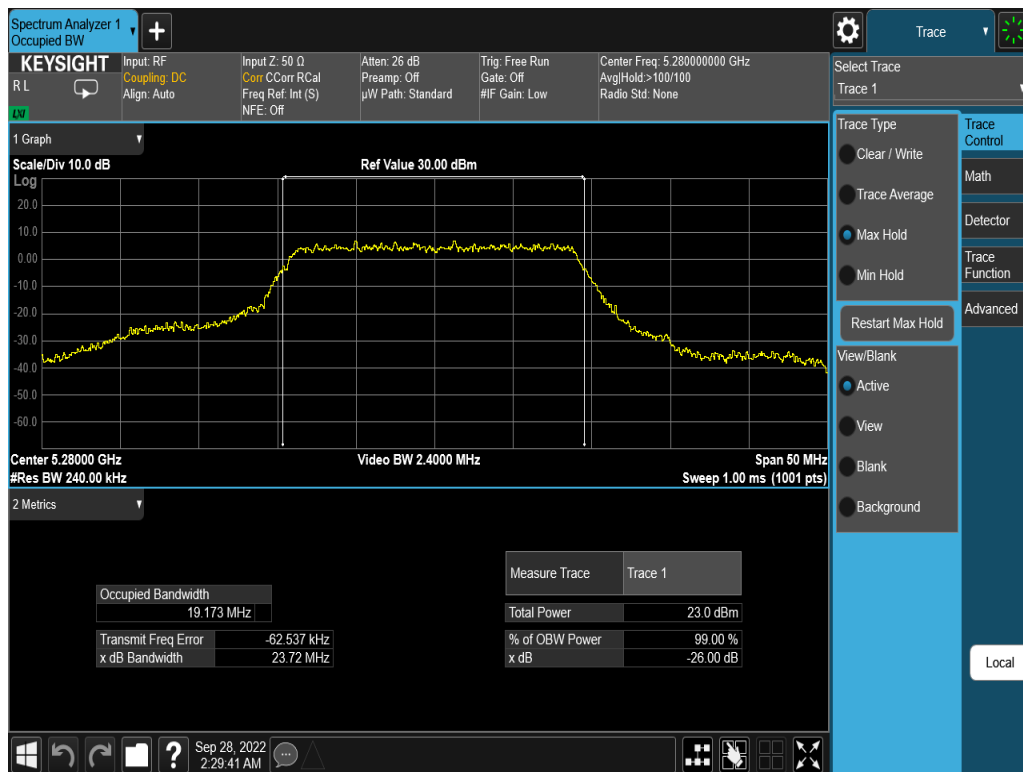 Spectrum Analyzer 1
Occupied BW
+
Trace
KEYSIGHT
R L
LXI
Input: RF
Coupling: DC
Align: Auto
Input Z: 50 Ω
Corr CCorr RCal
Freq Ref: Int (S)
NFE: Off
Atten: 26 dB
Preamp: Off
µW Path: Standard
Trig: Free Run
Gate: Off
#IF Gain: Low
Center Freq: 5.280000000 GHz
Avg|Hold:>100/100
Radio Std: None
Select Trace
Trace 1
1 Graph
Scale/Div 10.0 dB
Ref Value 30.00 dBm
Log
20.0
10.0
0.00
-10.0
-20.0
-30.0
-40.0
-50.0
-60.0
Center 5.28000 GHz
Video BW 2.4000 MHz
Span 50 MHz
#Res BW 240.00 kHz
Sweep 1.00 ms (1001 pts)
Trace Type
Clear / Write
Trace Average
Max Hold
Min Hold
Restart Max Hold
View/Blank
Active
View
Blank
Background
Trace
Control
Math
Detector
Trace
Function
Advanced
Local
2 Metrics
Occupied Bandwidth
19.173 MHz
Transmit Freq Error -62.537 kHz
x dB Bandwidth 23.72 MHz
Measure Trace Trace 1
Total Power 23.0 dBm
% of OBW Power 99.00 %
x dB -26.00 dB
?
Sep 28, 2022
2:29:41 AM